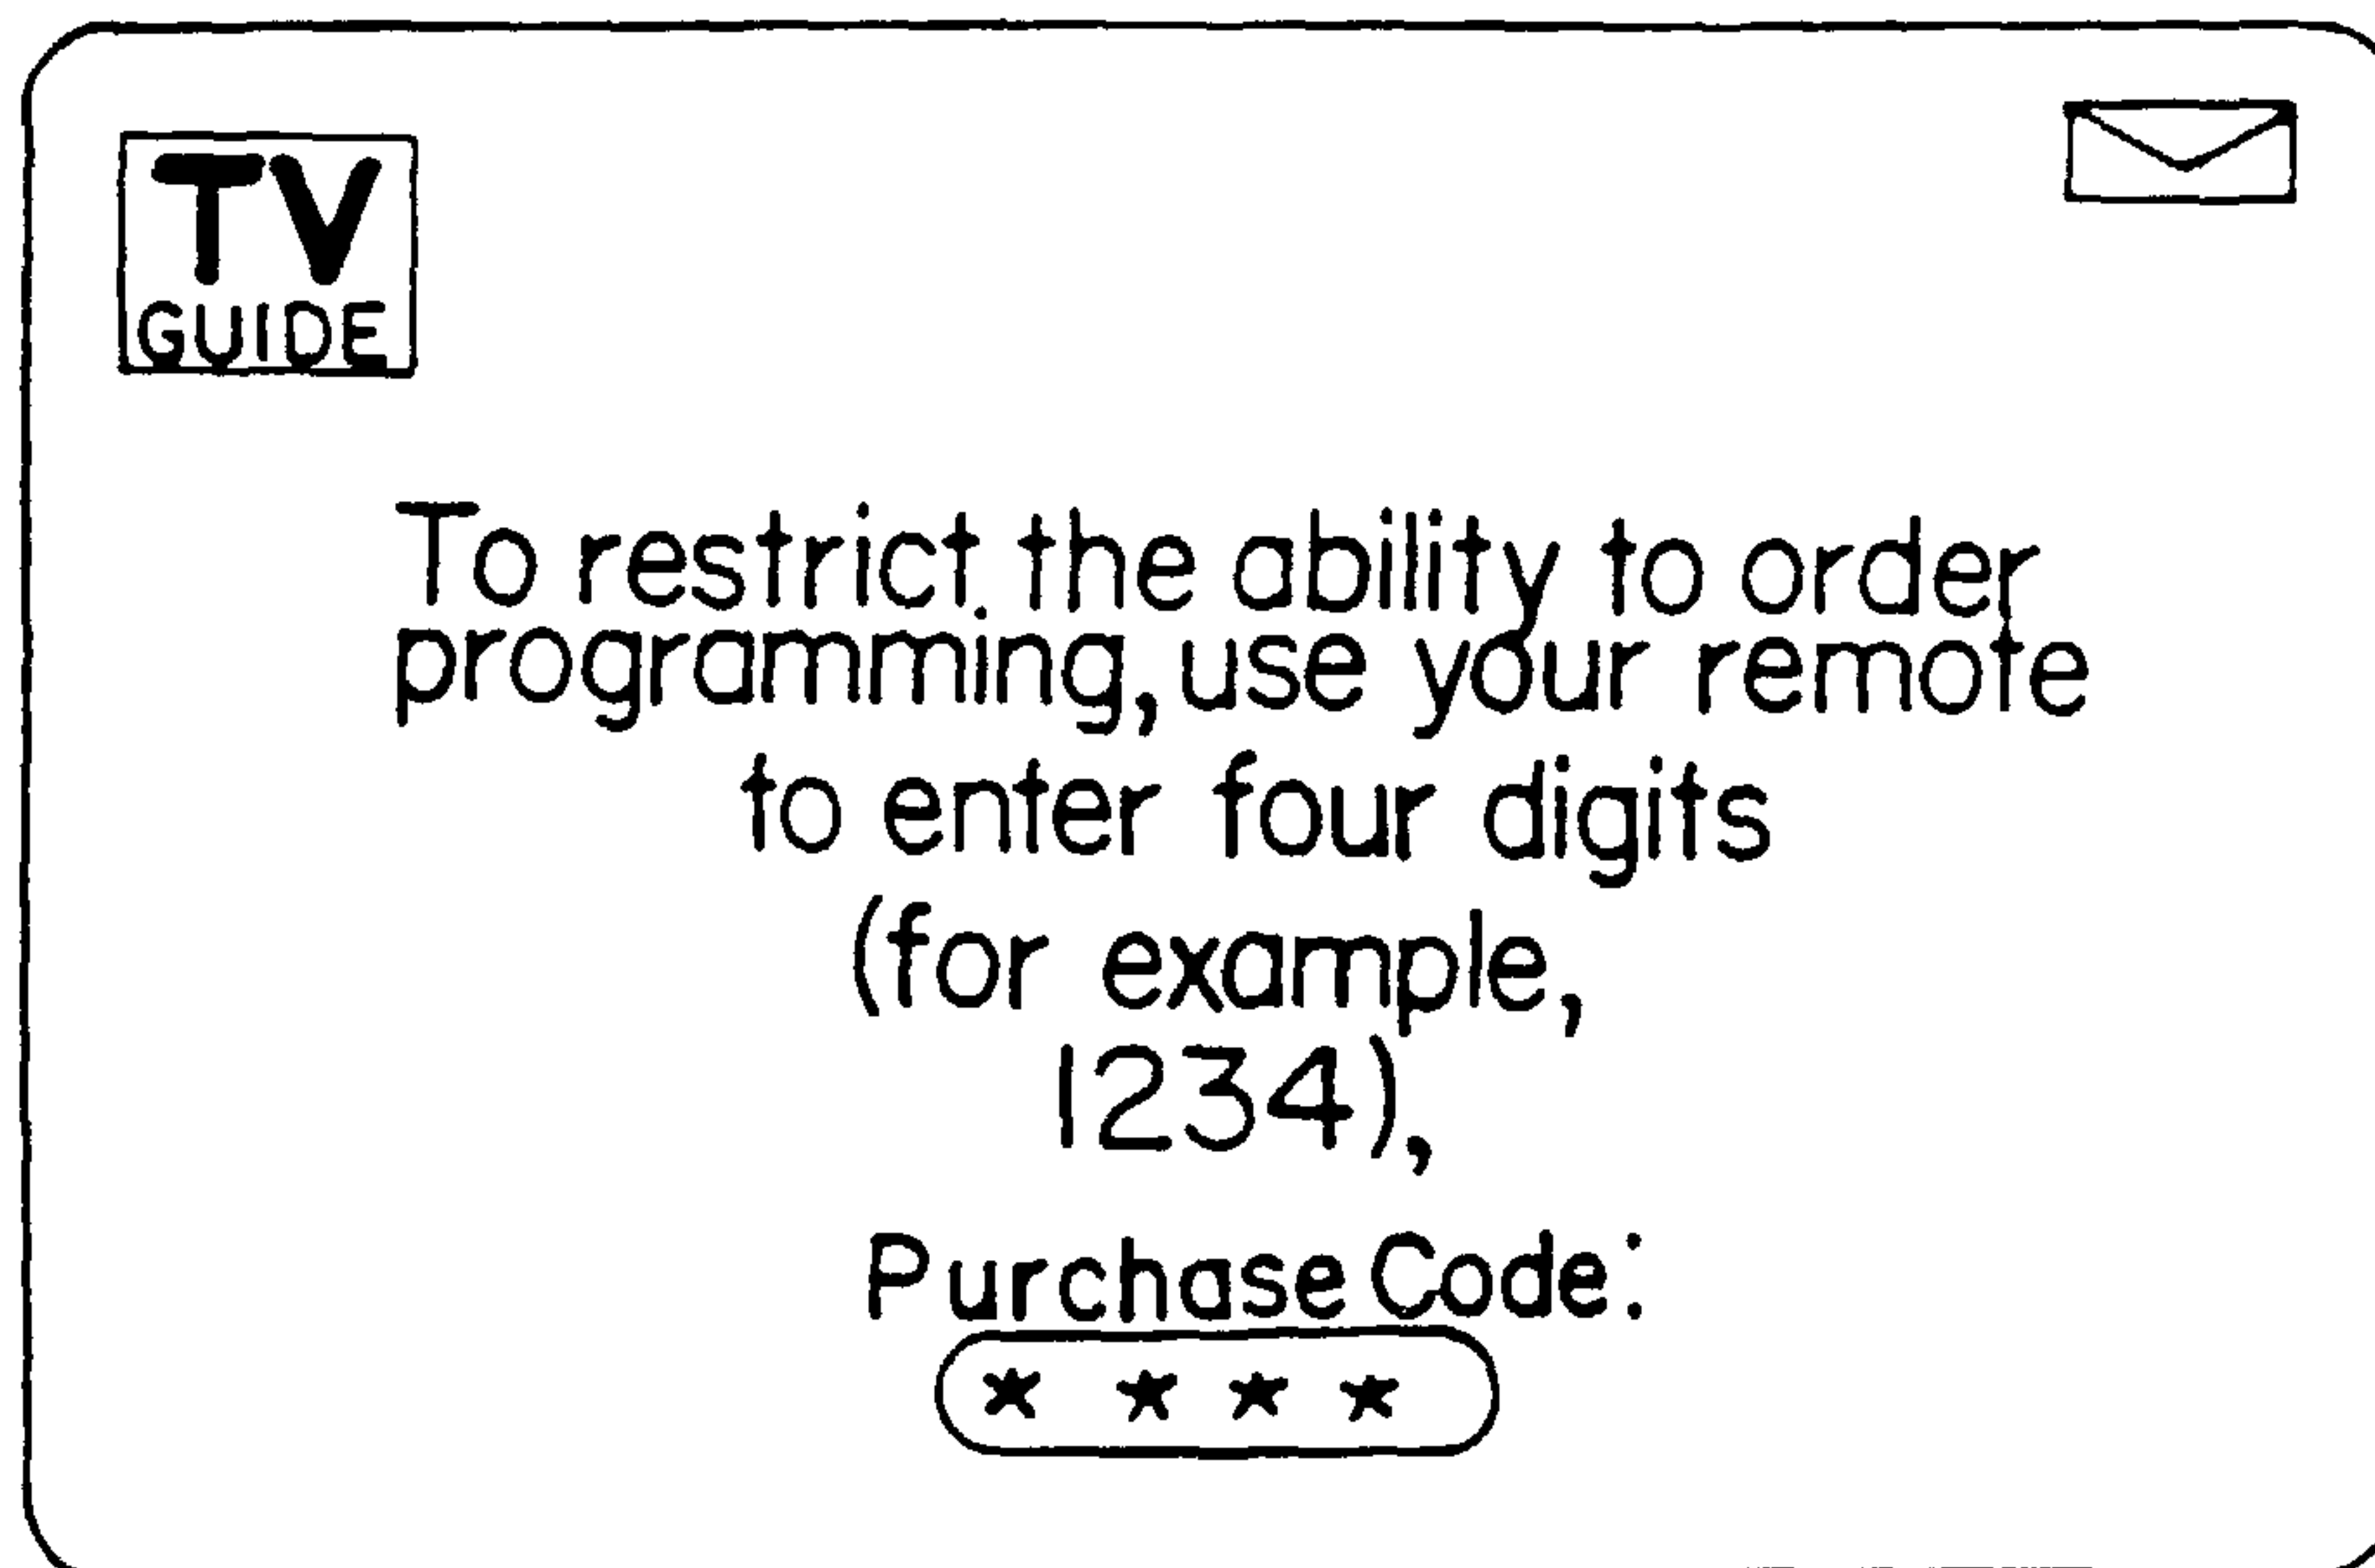 TV
GUIDE
To restrict the ability to order
programming, use your remote
to enter four digits
(for example,
1234),
Purchase Code:
* * * *